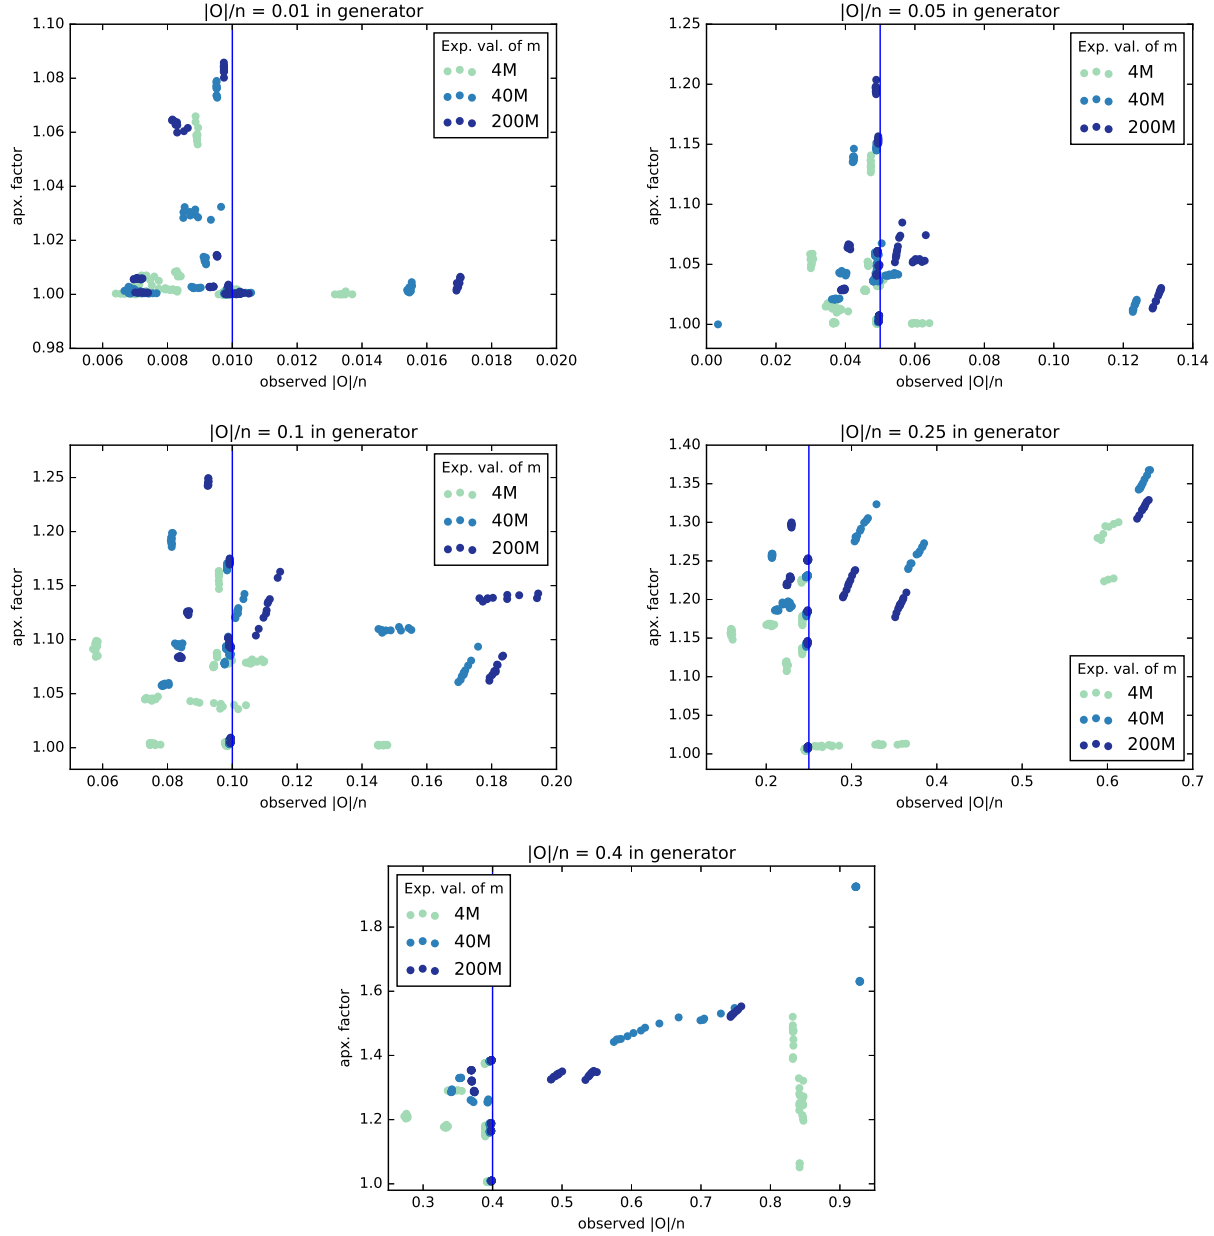 |O|/n = 0.01 in generator
1.10
1.08
1.06
1.04
1.02
1.00
0.98
apx. factor
Exp. val. of m
4M
40M
200M
0.006 0.008 0.010 0.012 0.014 0.016 0.018 0.020
observed |O|/n
|O|/n = 0.05 in generator
1.25
1.20
1.15
1.10
1.05
1.00
apx. factor
Exp. val. of m
4M
40M
200M
0.00 0.02 0.04 0.06 0.08 0.10 0.12 0.14
observed |O|/n
|O|/n = 0.1 in generator
1.25
1.20
1.15
1.10
1.05
1.00
apx. factor
Exp. val. of m
4M
40M
200M
0.06 0.08 0.10 0.12 0.14 0.16 0.18 0.20
observed |O|/n
|O|/n = 0.25 in generator
1.40
1.35
1.30
1.25
1.20
1.15
1.10
1.05
1.00
apx. factor
Exp. val. of m
4M
40M
200M
0.2 0.3 0.4 0.5 0.6 0.7
observed |O|/n
|O|/n = 0.4 in generator
1.8
1.6
1.4
1.2
1.0
apx. factor
Exp. val. of m
4M
40M
200M
0.3 0.4 0.5 0.6 0.7 0.8 0.9
observed |O|/n